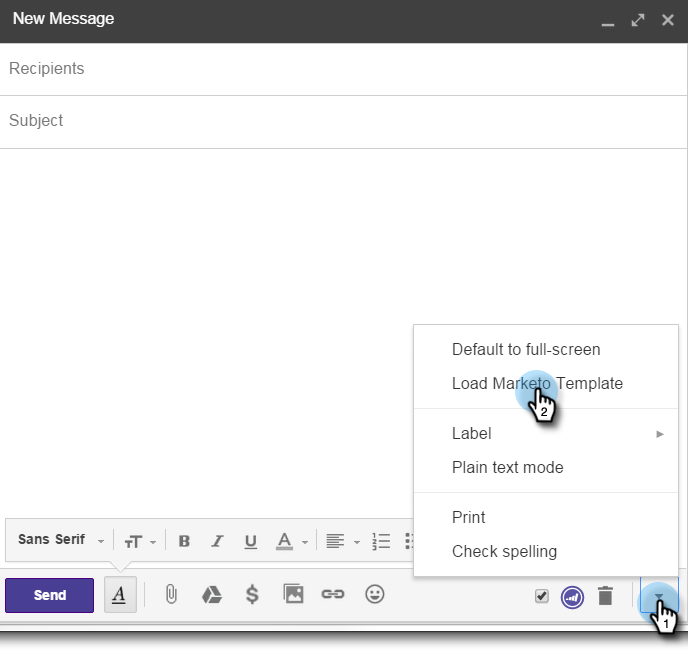 New Message
Recipients
Subject
Default to full-screen
Load Marketo Template
2
Label
Plain text mode
Print
Check spelling
Sans Serif TT B I U A
Send A $
1